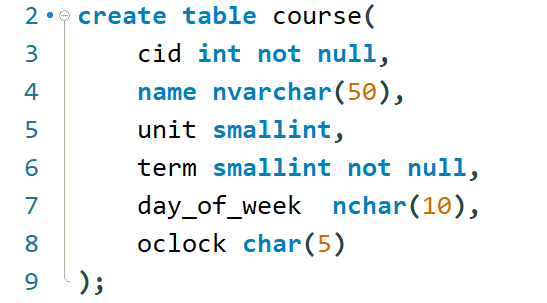 2 create table course(
3     cid int not null,
4     name nvarchar(50),
5     unit smallint,
6     term smallint not null,
7     day_of_week  nchar(10),
8     oclock char(5)
9 );